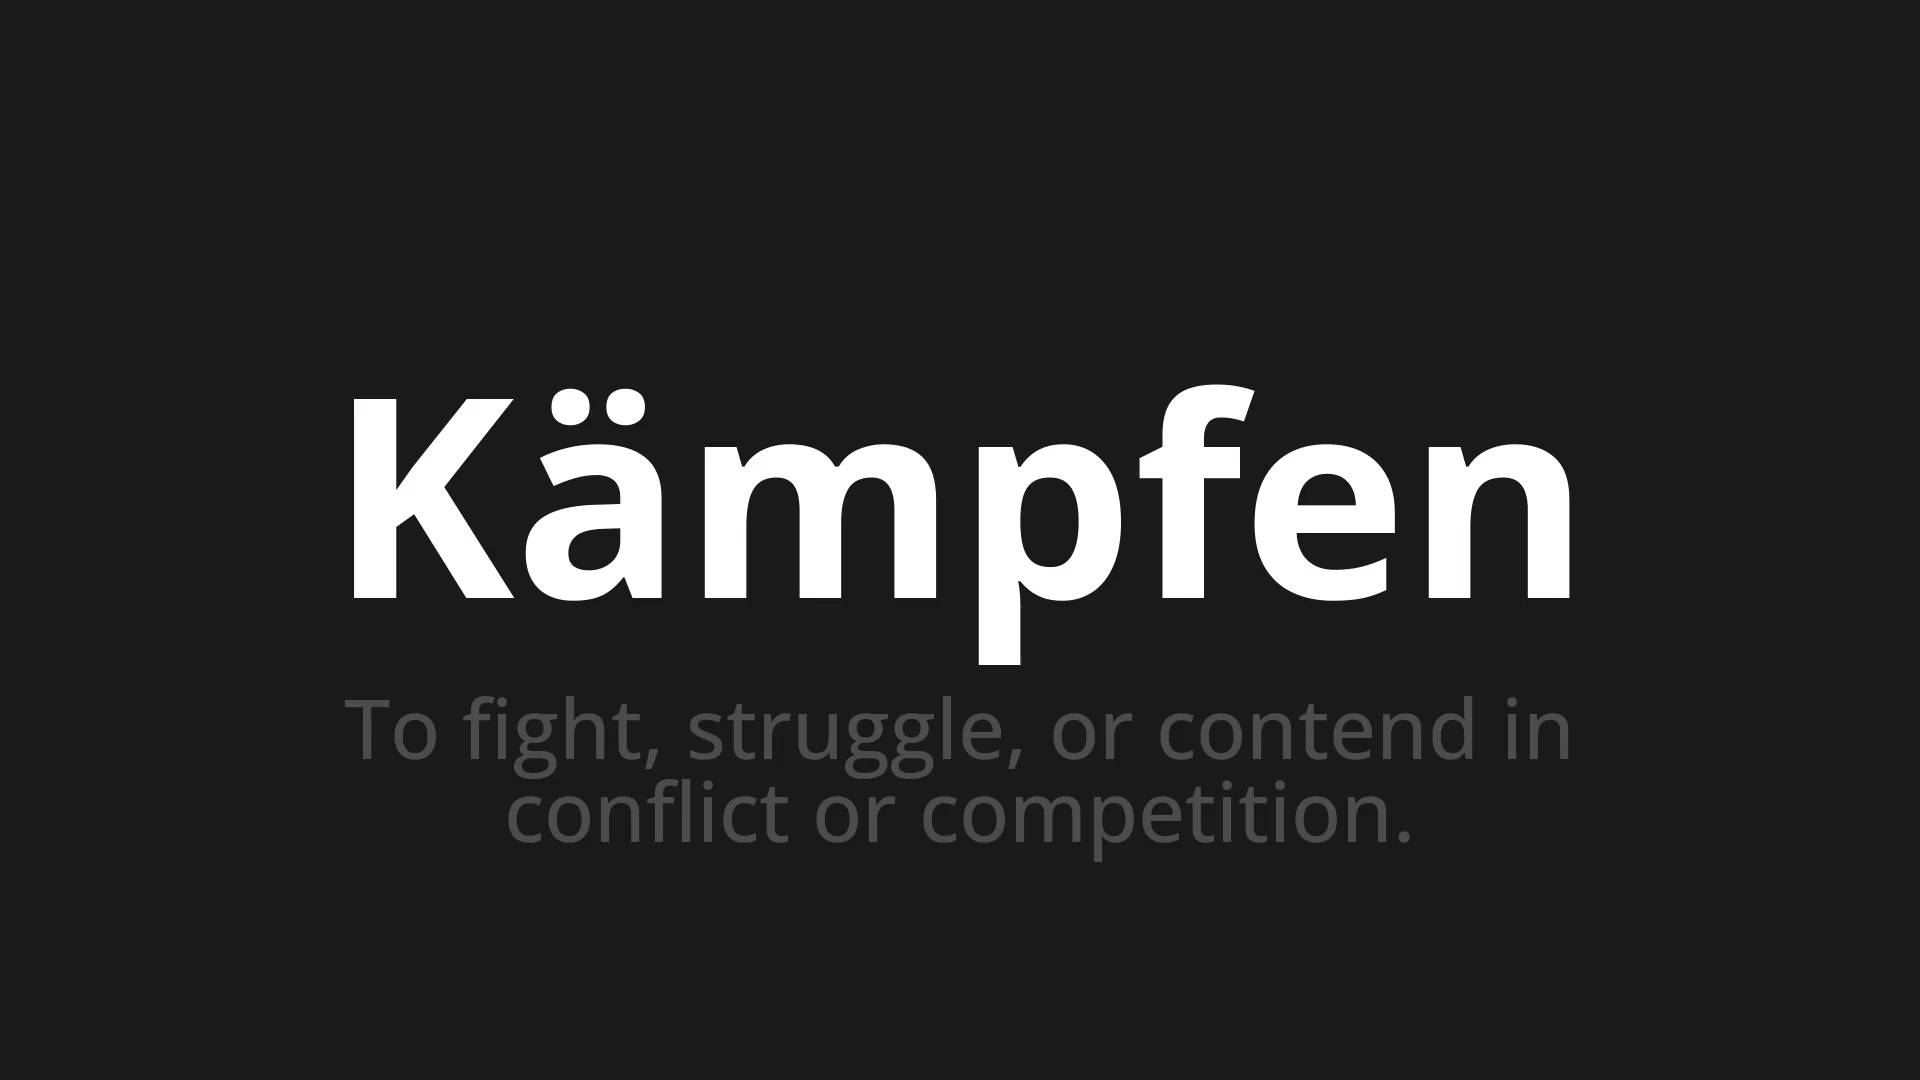 Kämpfen
To fight, struggle, or contend in
conflict or competition.